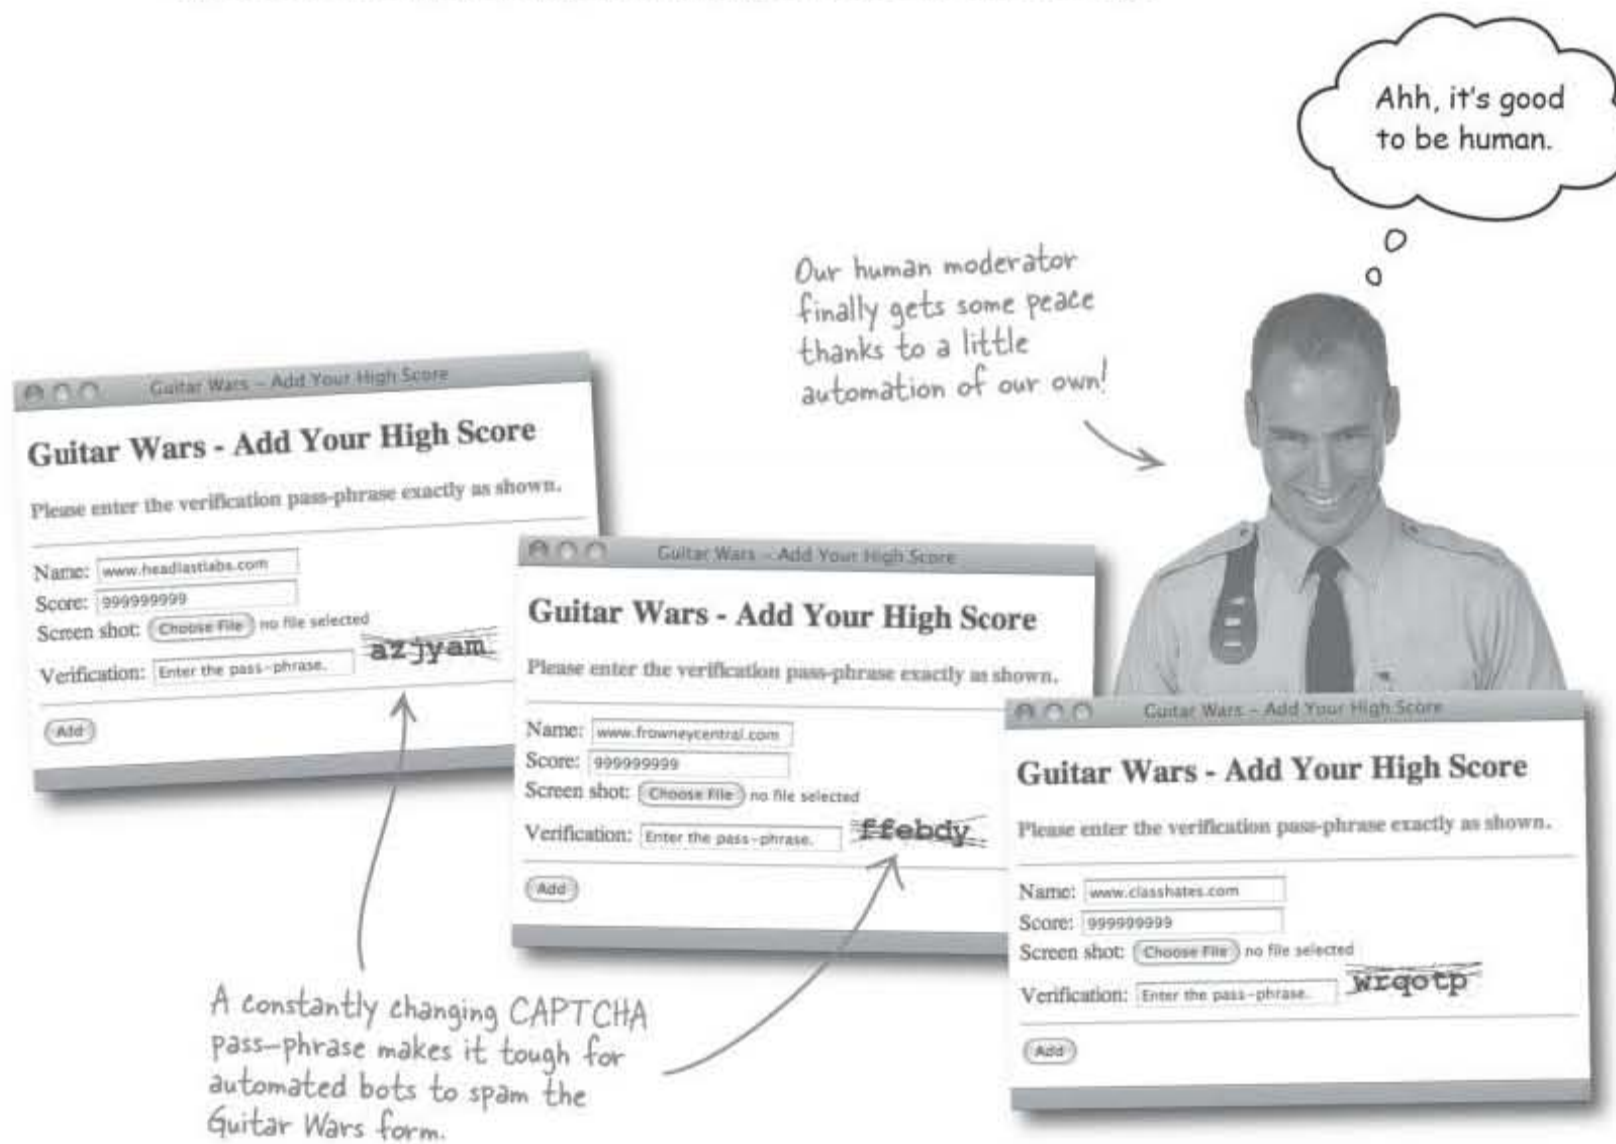 Ahh, it's good
to be human.
Our human moderator
finally gets some peace
thanks to a little
automation of our own!
Guitar Wars - Add Your High Score
Guitar Wars - Add Your High Score
Please enter the verification pass-phrase exactly as shown.
Name: www.headlastlabs.com
Score: 999999999
Screen shot: Choose File no file selected
Verification: Enter the pass-phrase. azjyam
Add
Guitar Wars - Add Your High Score
Guitar Wars - Add Your High Score
Please enter the verification pass-phrase exactly as shown.
Name: www.frowneycentral.com
Score: 999999999
Screen shot: Choose File no file selected
Verification: Enter the pass-phrase. ffebdy
Add
Guitar Wars - Add Your High Score
Guitar Wars - Add Your High Score
Please enter the verification pass-phrase exactly as shown.
Name: www.classhates.com
Score: 999999999
Screen shot: Choose File no file selected
Verification: Enter the pass-phrase. wrqotp
Add
A constantly changing CAPTCHA
pass-phrase makes it tough for
automated bots to spam the
Guitar Wars form.